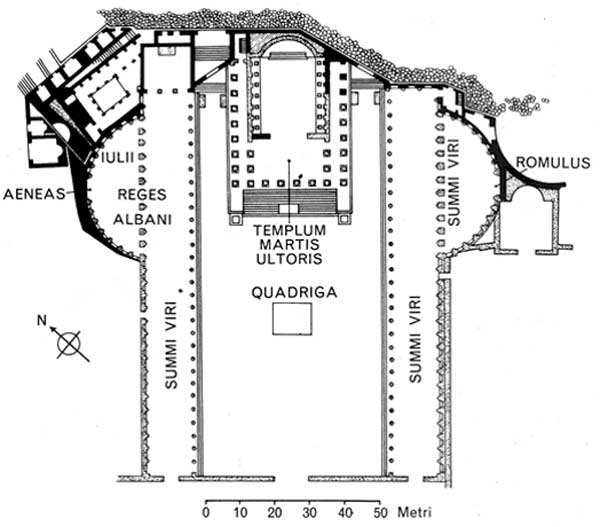 IULII
AENEAS
REGES
ALBANI
SUMMI VIRI
ROMULUS
TEMPLUM
MARTIS
ULTORIS
QUADRIGA
N
SUMMI VIRI
SUMMI VIRI
0 10 20 30 40 50 Metri